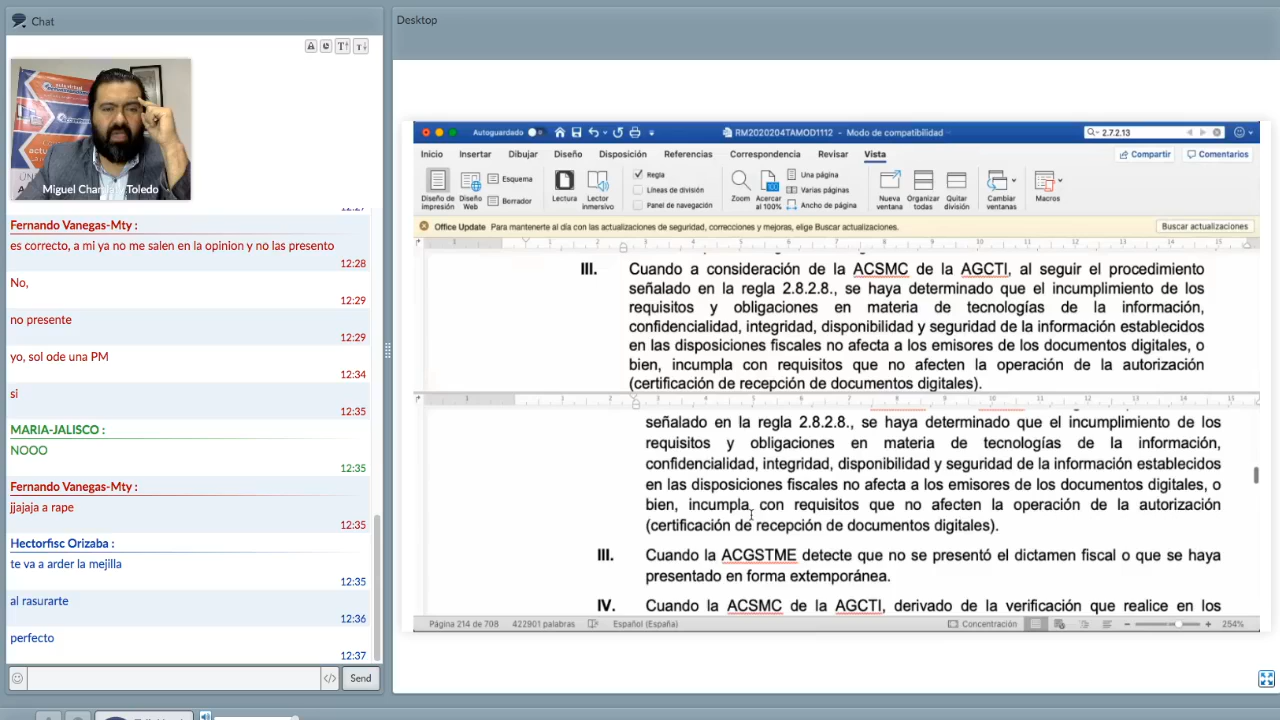 Chat
Miguel Chamlaty Toledo
Fernando Vanegas-Mty :
es correcto, a mi ya no me salen en la opinion y no las presento
12:28
No,
12:29
no presente
12:29
yo, sol ode una PM
12:34
si
12:35
MARIA-JALISCO :
NOOO
12:35
Fernando Vanegas-Mty :
jjajaja a rape
12:35
Hectorfisc Orizaba :
te va a arder la mejilla
12:35
al rasurarte
12:36
perfecto
12:37
Send
Desktop
Autoguardado
RM2020204TAMOD1112 - Modo de compatibilidad
2.7.2.13
Inicio Insertar Dibujar Diseño Disposición Referencias Correspondencia Revisar Vista
Compartir Comentarios
Diseño de impresión
Diseño Web
Esquema
Borrador
Lectura
Lector inmersivo
Regla
Líneas de división
Panel de navegación
Zoom
Acercar al 100%
Una página
Varias páginas
Ancho de página
Nueva ventana
Organizar todas
Quitar división
Cambiar ventanas
Macros
Office Update Para mantenerte al día con las actualizaciones de seguridad, correcciones y mejoras, elige Buscar actualizaciones.
Buscar actualizaciones
III. Cuando a consideración de la ACSMC de la AGCTI, al seguir el procedimiento
señalado en la regla 2.8.2.8., se haya determinado que el incumplimiento de los
requisitos y obligaciones en materia de tecnologías de la información,
confidencialidad, integridad, disponibilidad y seguridad de la información establecidos
en las disposiciones fiscales no afecta a los emisores de los documentos digitales, o
bien, incumpla con requisitos que no afecten la operación de la autorización
(certificación de recepción de documentos digitales).
señalado en la regla 2.8.2.8., se haya determinado que el incumplimiento de los
requisitos y obligaciones en materia de tecnologías de la información,
confidencialidad, integridad, disponibilidad y seguridad de la información establecidos
en las disposiciones fiscales no afecta a los emisores de los documentos digitales, o
bien, incumpla con requisitos que no afecten la operación de la autorización
(certificación de recepción de documentos digitales).
III. Cuando la ACGSTME detecte que no se presentó el dictamen fiscal o que se haya
presentado en forma extemporánea.
IV. Cuando la ACSMC de la AGCTI, derivado de la verificación que realice en los
Página 214 de 708 422901 palabras Español (España)
Concentración
254%